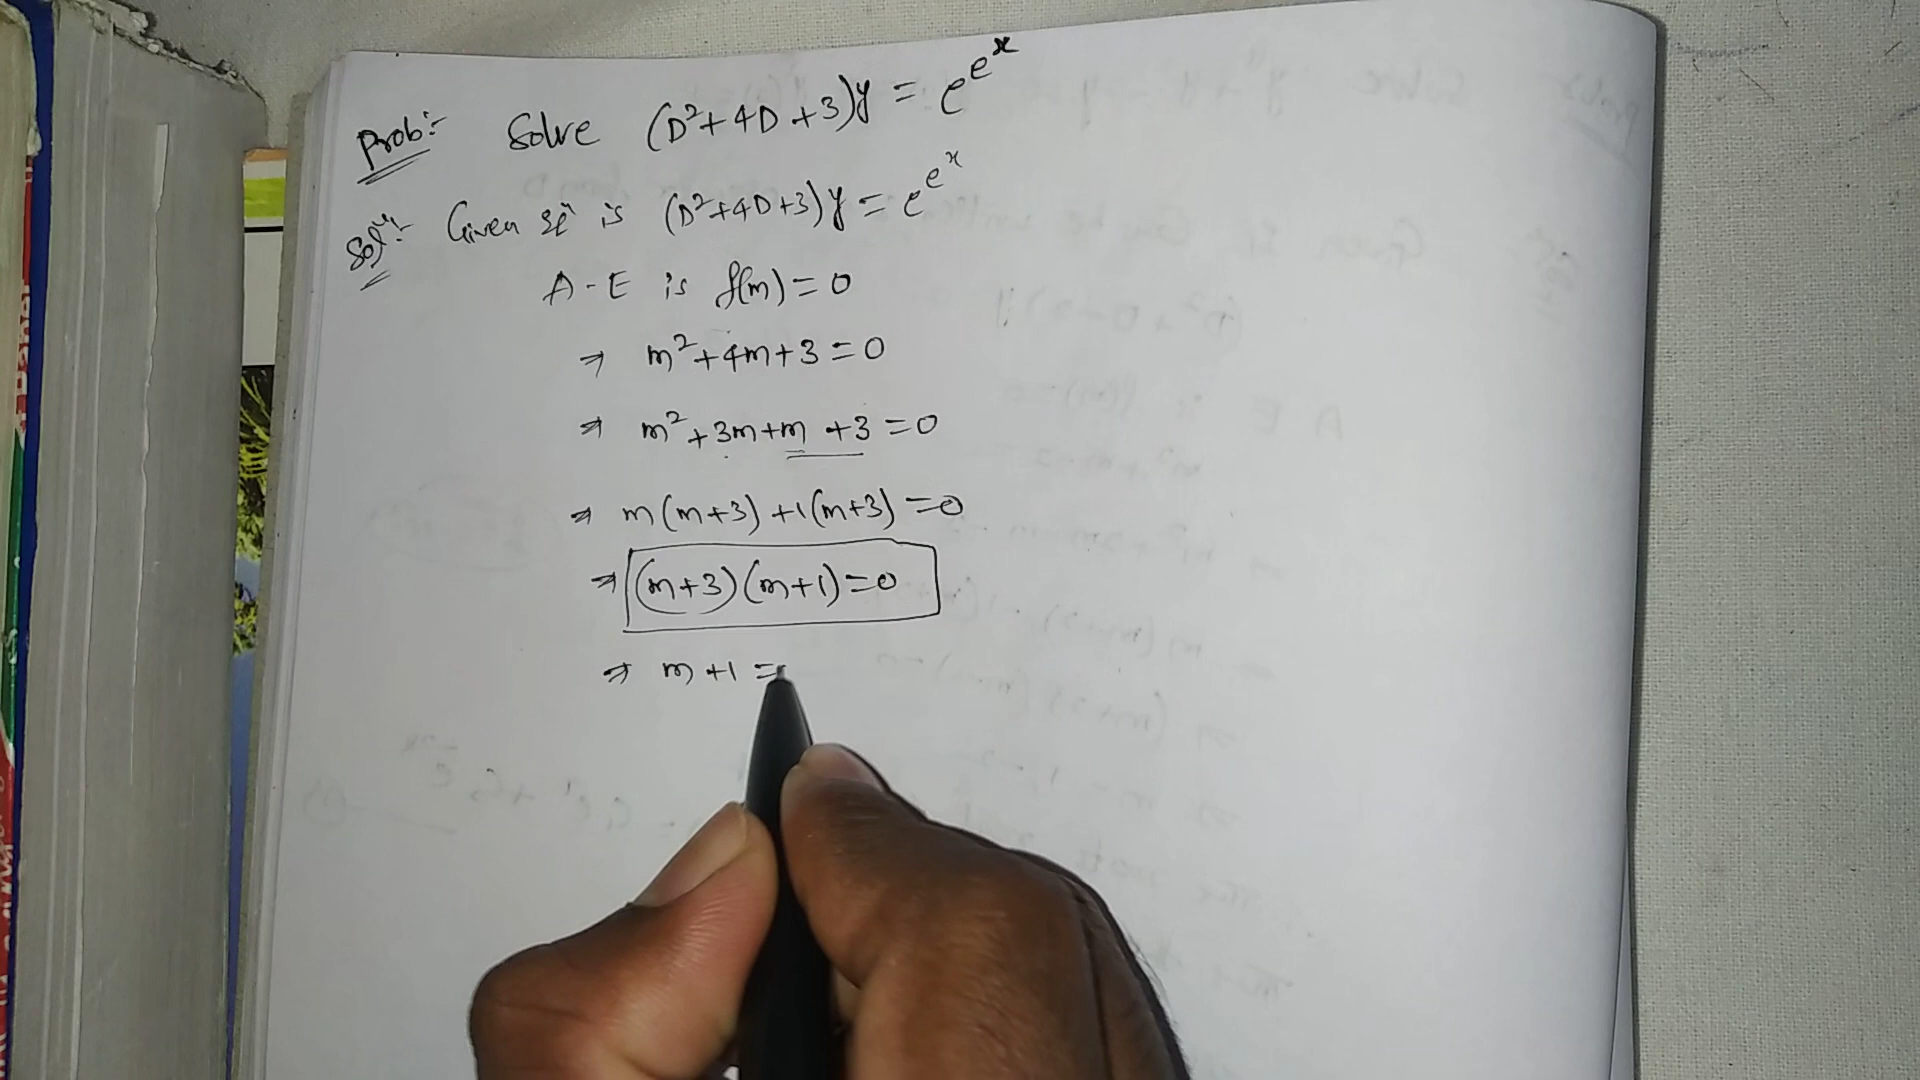 Prob:- Solve (D²+4D+3)y = e^{e^x}
Sol^n:- Given is (D²+4D+3)y = e^{e^x}
A-E is f(m)=0
⇒ m²+4m+3=0
⇒ m²+3m+m+3=0
⇒ m(m+3)+1(m+3)=0
⇒ (m+3)(m+1)=0
⇒ m+1=